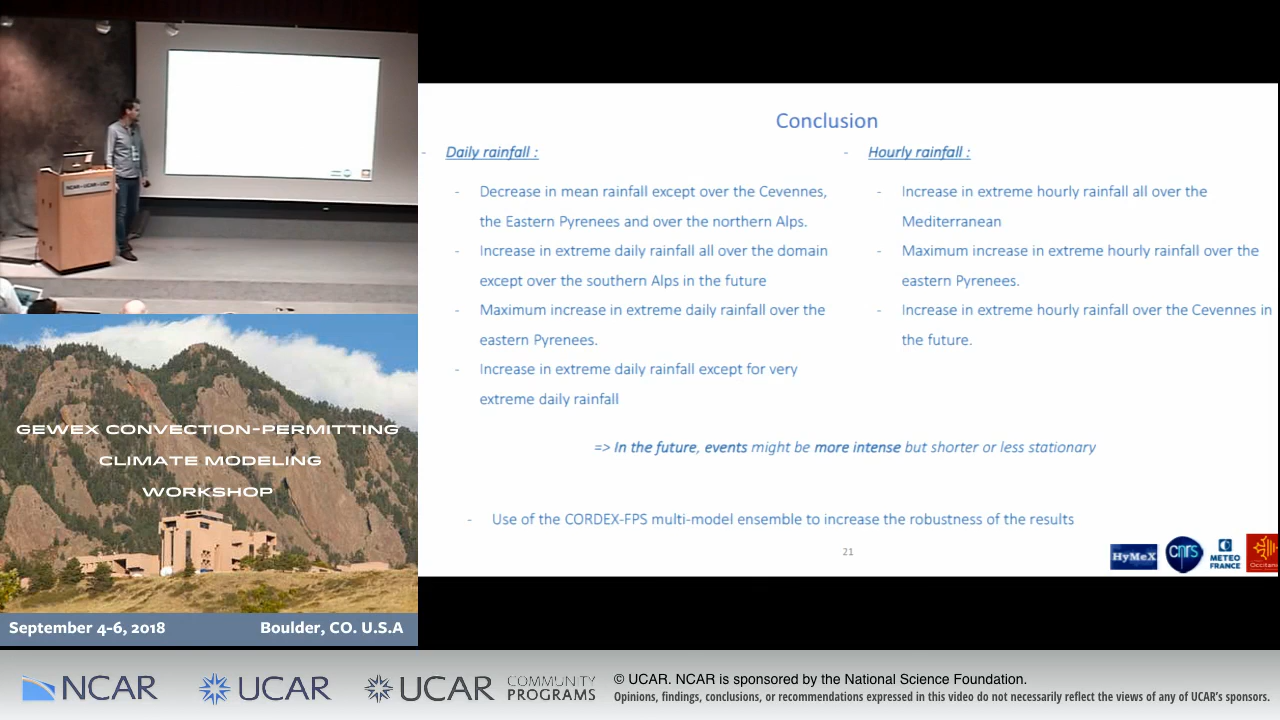 NCAR-UCAR-UCP
Conclusion
- Daily rainfall :
- Decrease in mean rainfall except over the Cevennes,
the Eastern Pyrenees and over the northern Alps.
- Increase in extreme daily rainfall all over the domain
except over the southern Alps in the future
- Maximum increase in extreme daily rainfall over the
eastern Pyrenees.
- Increase in extreme daily rainfall except for very
extreme daily rainfall
- Hourly rainfall :
- Increase in extreme hourly rainfall all over the
Mediterranean
- Maximum increase in extreme hourly rainfall over the
eastern Pyrenees.
- Increase in extreme hourly rainfall over the Cevennes in
the future.
=> In the future, events might be more intense but shorter or less stationary
- Use of the CORDEX-FPS multi-model ensemble to increase the robustness of the results
21
HyMeX
cnrs
METEO
FRANCE
Occitanie
GEWEX CONVECTION-PERMITTING
CLIMATE MODELING
WORKSHOP
September 4-6, 2018 Boulder, CO. U.S.A
NCAR UCAR UCAR COMMUNITY
PROGRAMS
© UCAR. NCAR is sponsored by the National Science Foundation.
Opinions, findings, conclusions, or recommendations expressed in this video do not necessarily reflect the views of any of UCAR's sponsors.